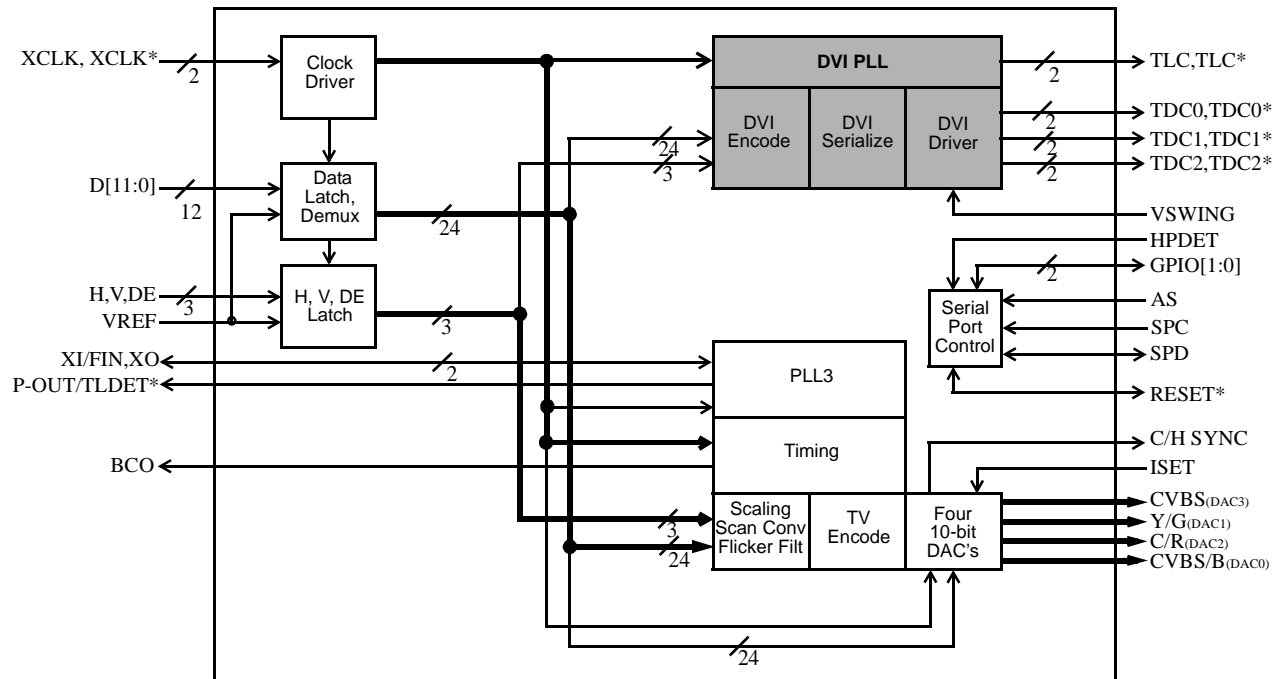 XCLK, XCLK*
2
Clock
Driver
DVI PLL
2
TLC,TLC*
DVI
Encode
DVI
Serialize
DVI
Driver
2
TDC0,TDC0*
24
2
TDC1,TDC1*
3
2
TDC2,TDC2*
D[11:0]
12
Data
Latch,
Demux
24
VSWING
HPDET
2
GPIO[1:0]
H,V,DE
3
VREF
H, V, DE
Latch
3
Serial
Port
Control
AS
SPC
SPD
XI/FIN,XO
2
P-OUT/TLDET*
PLL3
RESET*
Timing
C/H SYNC
BCO
ISET
3
24
Scaling
Scan Conv
Flicker Filt
TV
Encode
Four
10-bit
DAC's
CVBS(DAC3)
Y/G(DAC1)
C/R(DAC2)
CVBS/B(DAC0)
24